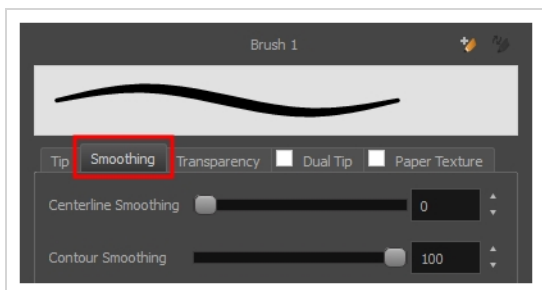 Brush 1
Tip Smoothing Transparency Dual Tip Paper Texture
Centerline Smoothing 0
Contour Smoothing 100